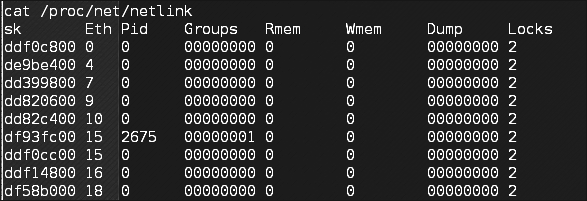 cat /proc/net/netlink
sk Eth Pid Groups Rmem Wmem Dump Locks
ddf0c800 0 0 00000000 0 0 00000000 2
de9be400 4 0 00000000 0 0 00000000 2
dd399800 7 0 00000000 0 0 00000000 2
dd820600 9 0 00000000 0 0 00000000 2
dd82c400 10 0 00000000 0 0 00000000 2
df93fc00 15 2675 00000001 0 0 00000000 2
ddf0cc00 15 0 00000000 0 0 00000000 2
ddf14800 16 0 00000000 0 0 00000000 2
df58b000 18 0 00000000 0 0 00000000 2